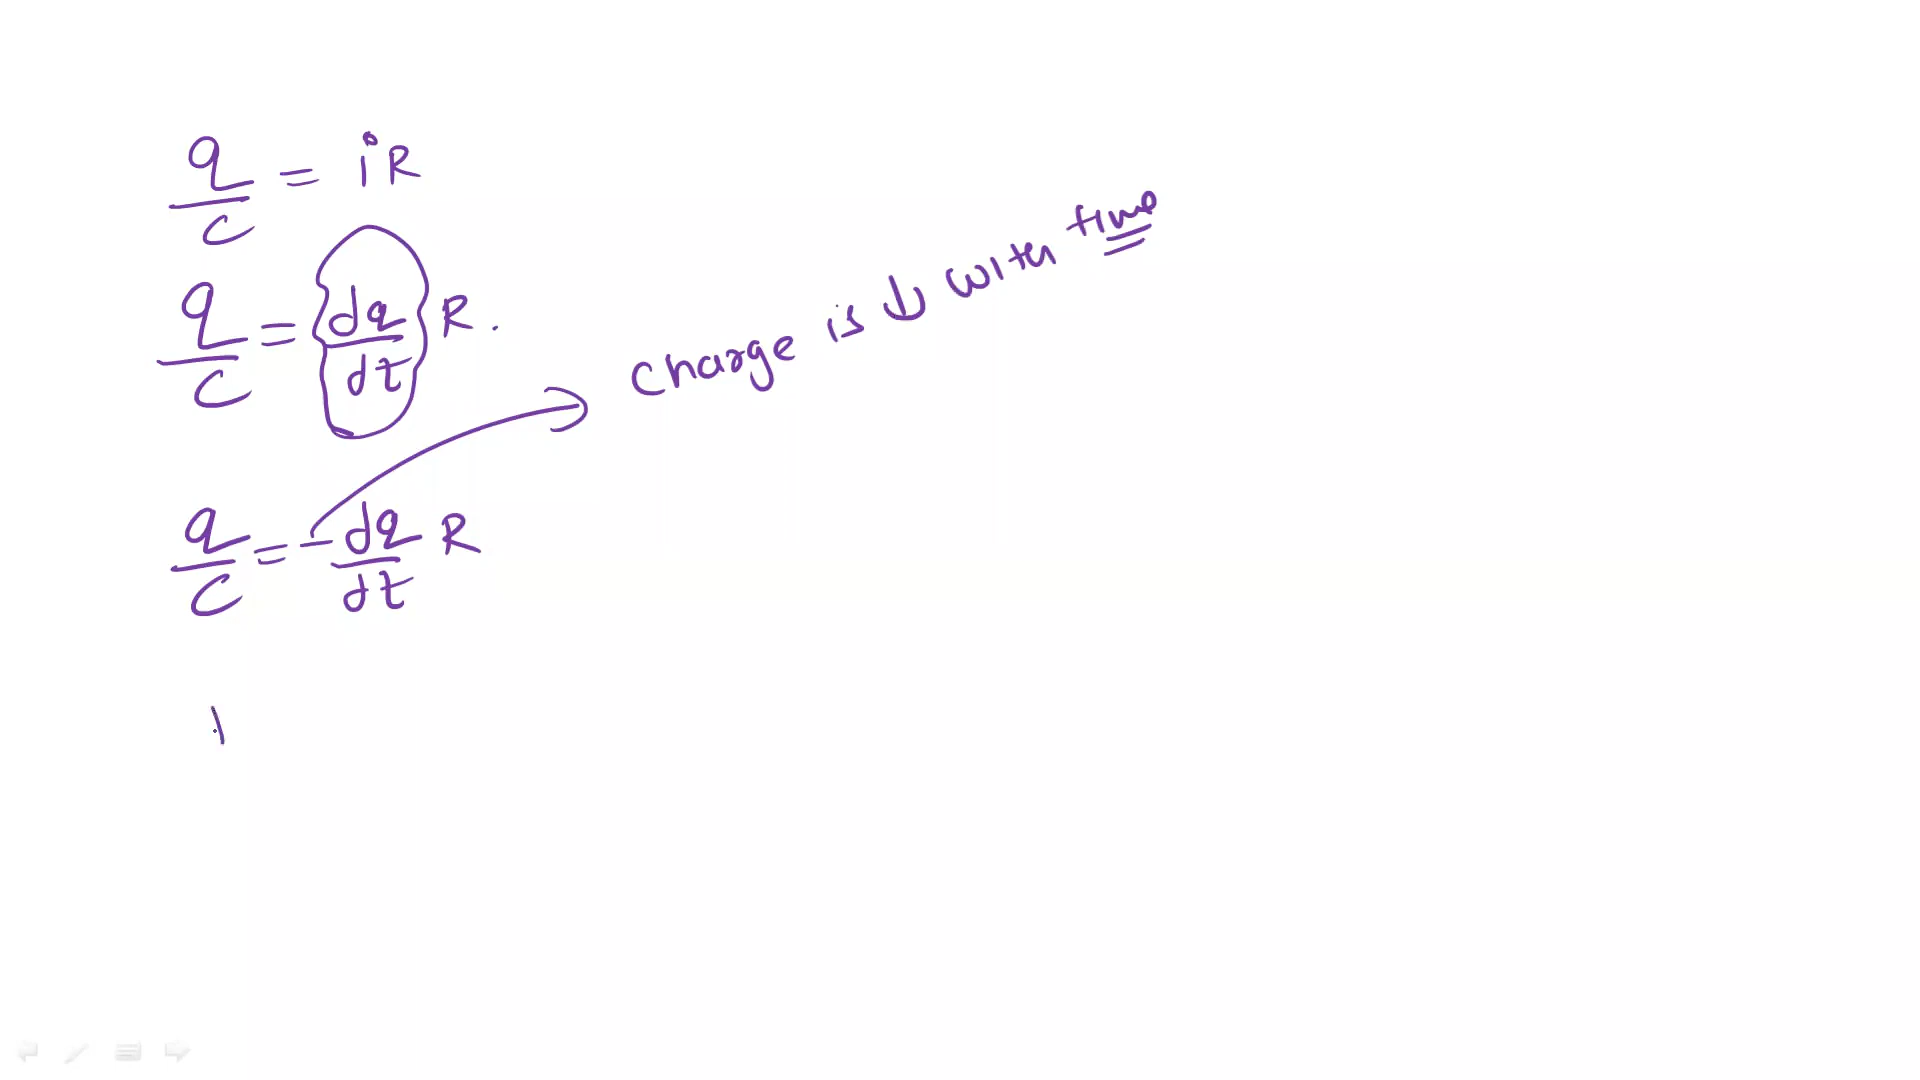 q/C = iR
q/C = dq/dt R.
Charge is ↓ with time
q/C = -dq/dt R